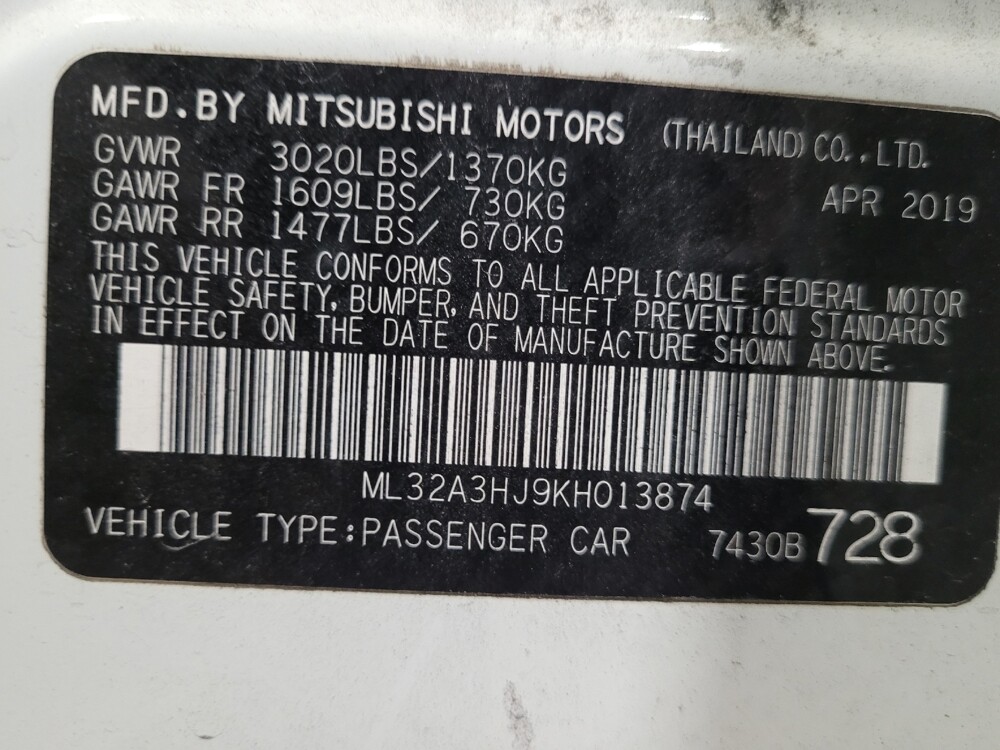 MFD.BY MITSUBISHI MOTORS (THAILAND) CO., LTD.
GVWR 3020LBS/1370KG
APR 2019
GAWR FR 1609LBS/ 730KG
GAWR RR 1477LBS/ 670KG
THIS VEHICLE CONFORMS TO ALL APPLICABLE FEDERAL MOTOR
VEHICLE SAFETY, BUMPER, AND THEFT PREVENTION STANDARDS
IN EFFECT ON THE DATE OF MANUFACTURE SHOWN ABOVE.
ML32A3HJ9KH013874
VEHICLE TYPE:PASSENGER CAR 7430B728